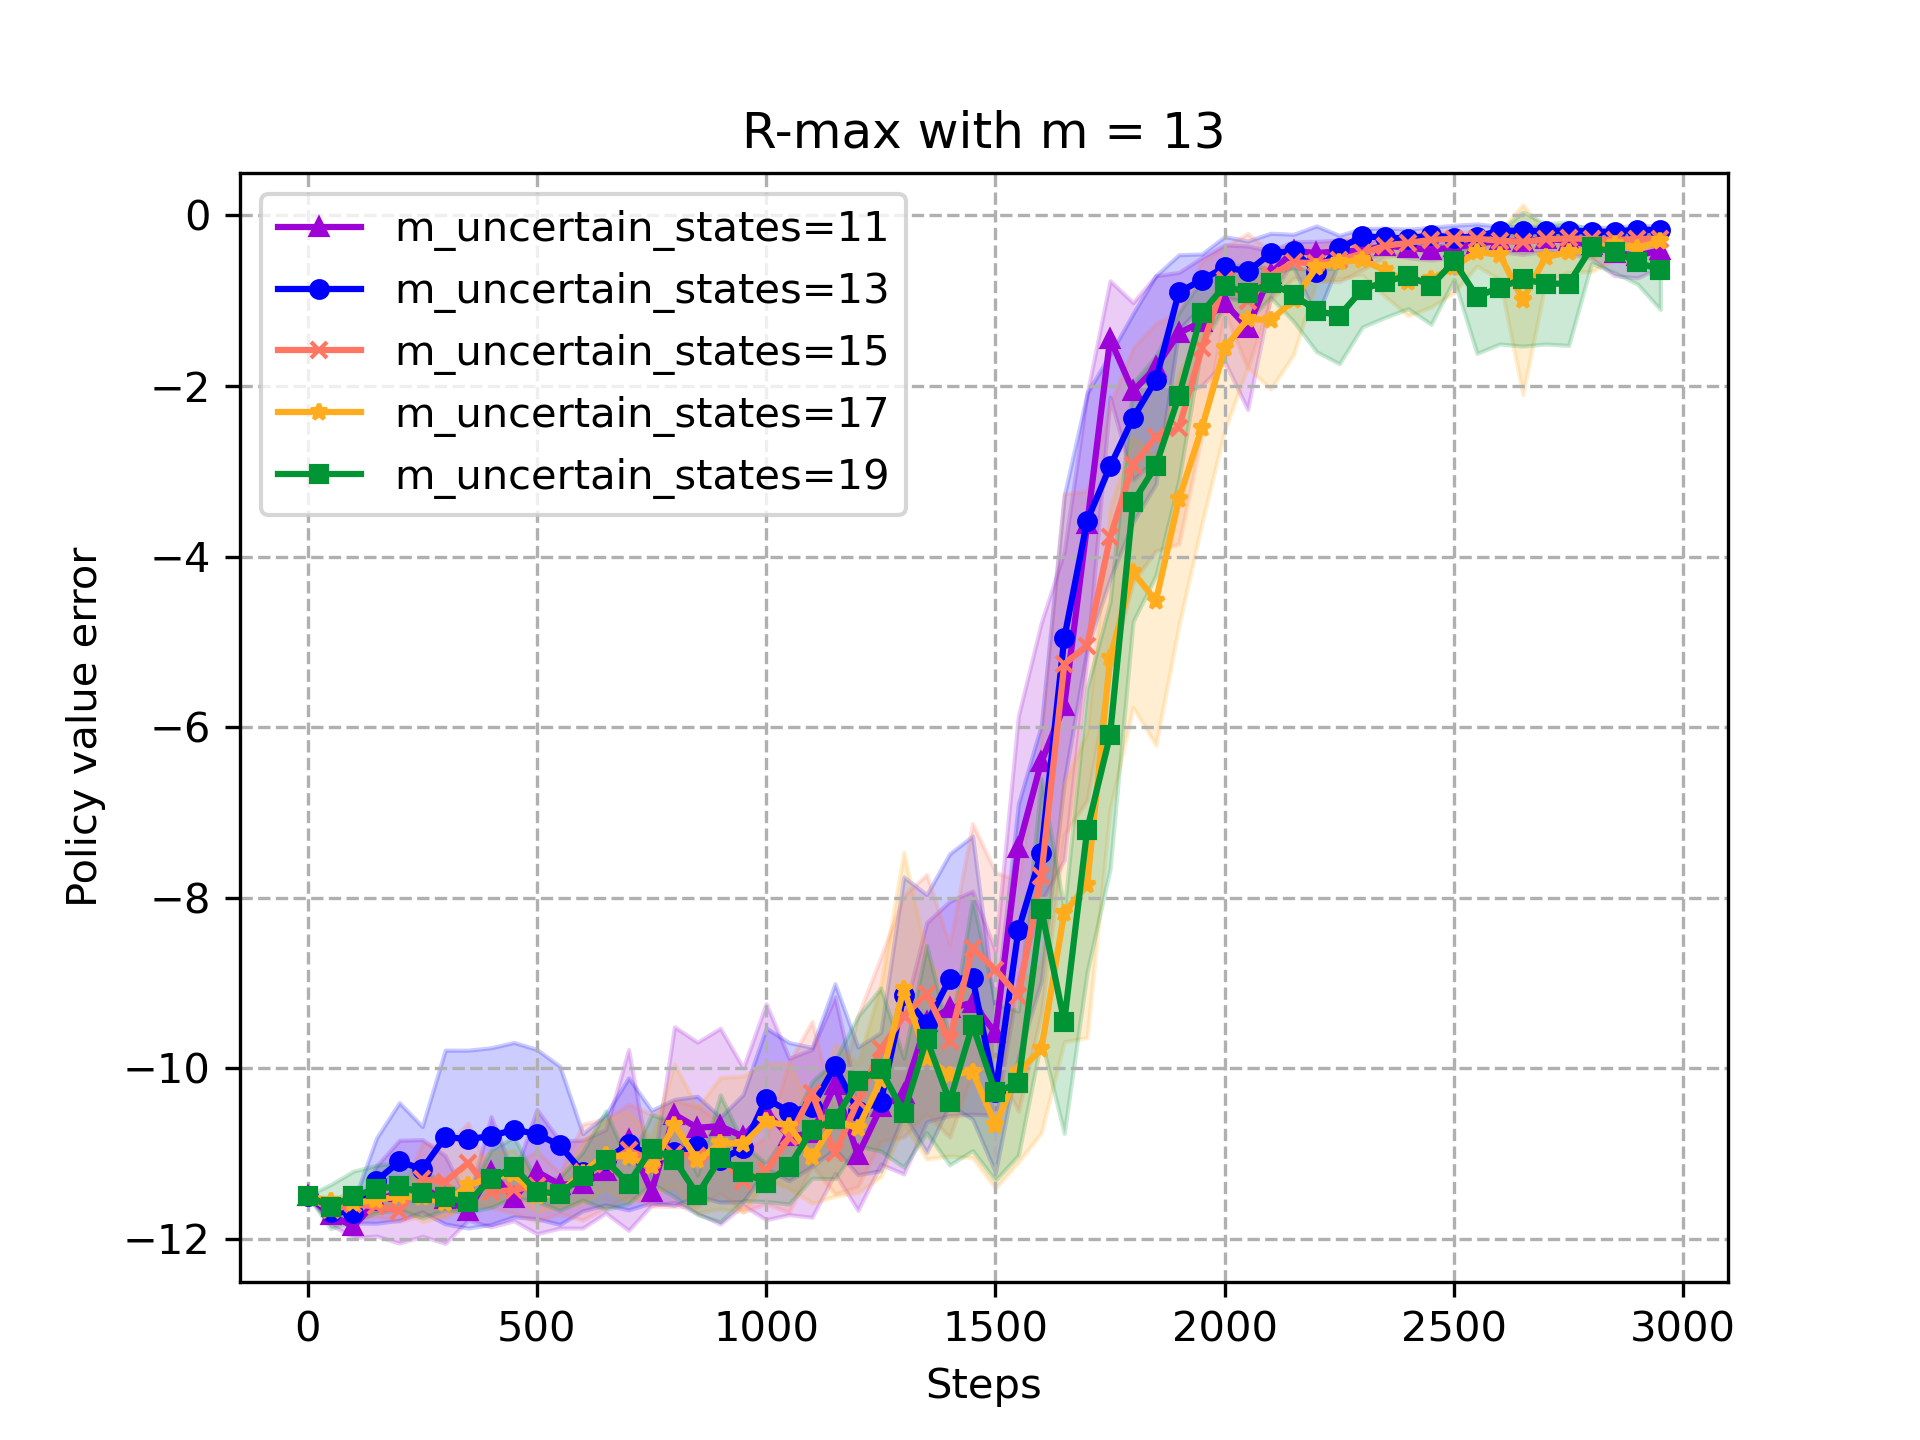 R-max with m = 13
m_uncertain_states=11
m_uncertain_states=13
m_uncertain_states=15
m_uncertain_states=17
m_uncertain_states=19
0
−2
−4
−6
−8
−10
−12
Policy value error
0 500 1000 1500 2000 2500 3000
Steps